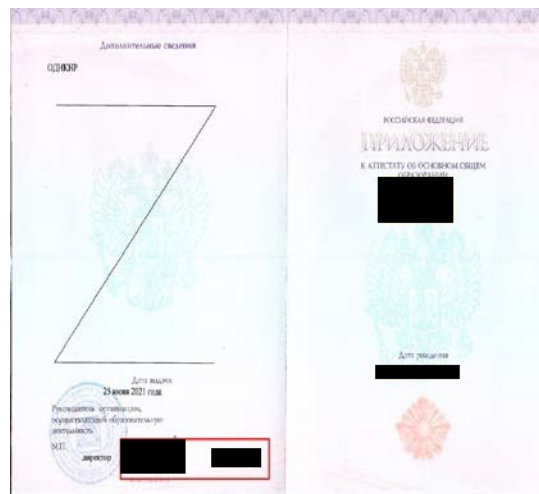 Дополнительные сведения
ОДНКНР
Дата выдачи
25 июня 2021 года
Руководитель организации,
осуществляющей образовательную
деятельность
М.П.
директор
РОССИЙСКАЯ ФЕДЕРАЦИЯ
ПРИЛОЖЕНИЕ
К АТТЕСТАТУ ОБ ОСНОВНОМ ОБЩЕМ
ОБРАЗОВАНИИ
Дата рождения